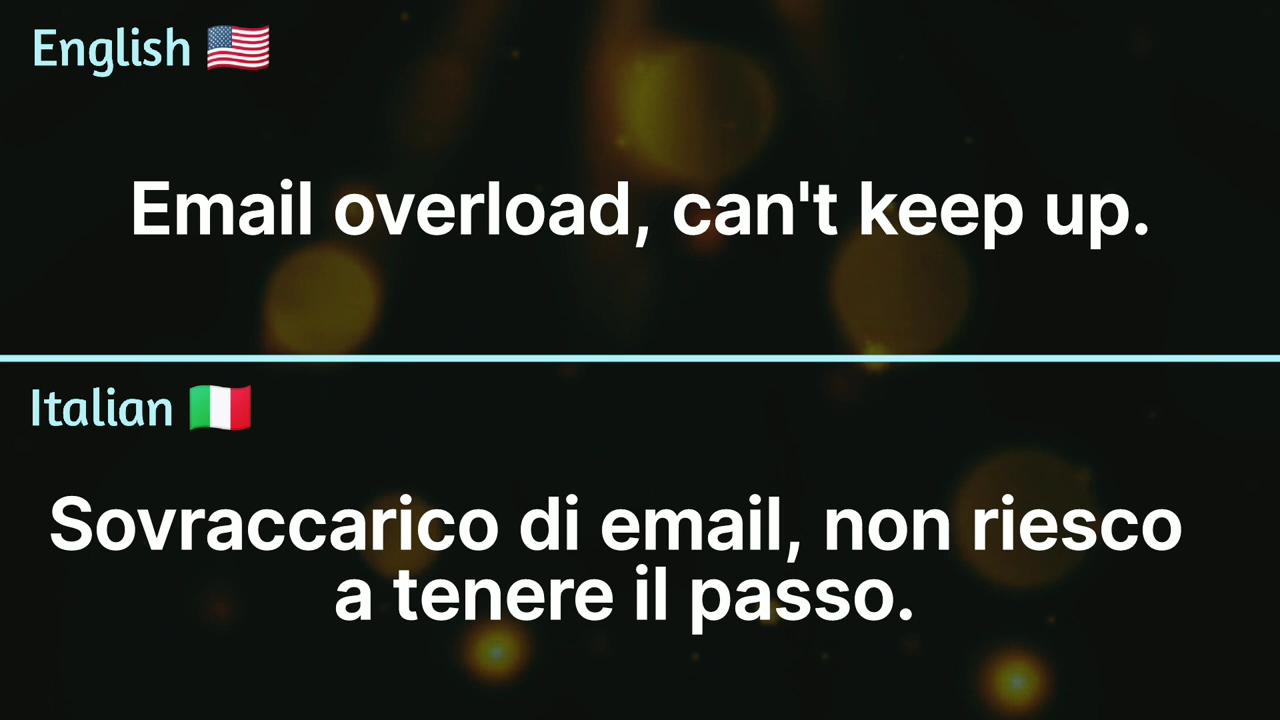 English 🇺🇸
Email overload, can't keep up.
Italian 🇮🇹
Sovraccarico di email, non riesco
a tenere il passo.